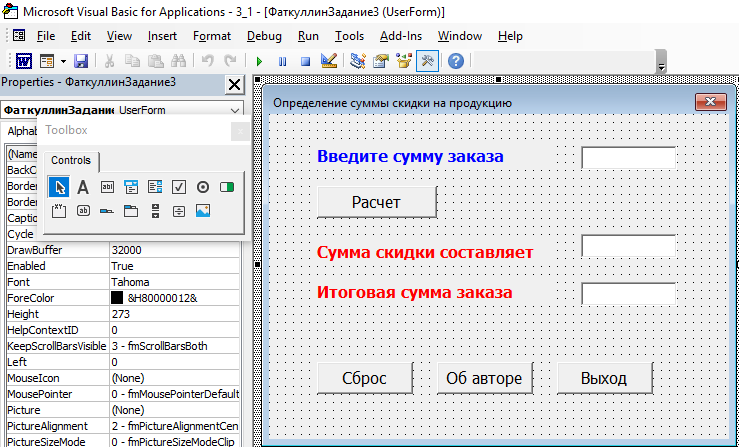 Microsoft Visual Basic for Applications - 3_1 - [ФаткуллинЗадание3 (UserForm)]
File Edit View Insert Format Debug Run Tools Add-Ins Window Help
Properties - ФаткуллинЗадание3
ФаткуллинЗадание UserForm
Toolbox
Alphab
Controls
(Name
BackC
Border
Border
Captio
Cycle
DrawBuffer 32000
Enabled True
Font Tahoma
ForeColor &H80000012&
Height 273
HelpContextID 0
KeepScrollBarsVisible 3 - fmScrollBarsBoth
Left 0
MouseIcon (None)
MousePointer 0 - fmMousePointerDefault
Picture (None)
PictureAlignment 2 - fmPictureAlignmentCen
PictureSizeMode 0 - fmPictureSizeModeClip
Определение суммы скидки на продукцию
Введите сумму заказа
Расчет
Сумма скидки составляет
Итоговая сумма заказа
Сброс Об авторе Выход